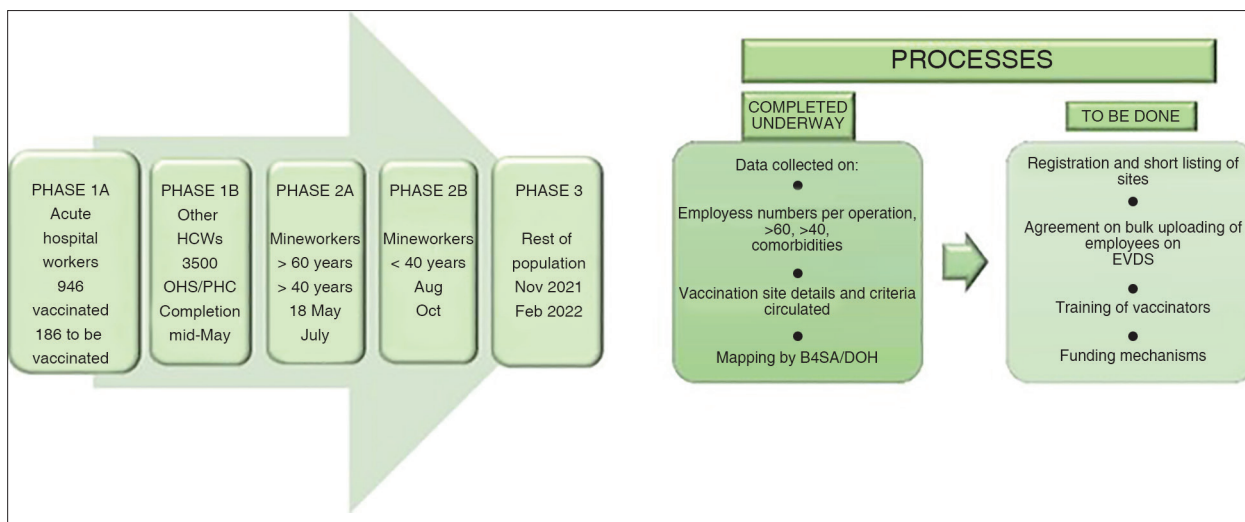 PHASE 1A
Acute
hospital
workers
946
vaccinated
186 to be
vaccinated
PHASE 1B
Other
HCWs
3500
OHS/PHC
Completion
mid-May
PHASE 2A
Mineworkers
> 60 years
> 40 years
18 May
July
PHASE 2B
Mineworkers
< 40 years
Aug
Oct
PHASE 3
Rest of
population
Nov 2021
Feb 2022
PROCESSES
COMPLETED
UNDERWAY
Data collected on:
●
Employess numbers per operation,
>60, >40,
comorbidities
●
Vaccination site details and criteria
circulated
●
Mapping by B4SA/DOH
TO BE DONE
Registration and short listing of
sites
●
Agreement on bulk uploading of
employees on
EVDS
●
Training of vaccinators
●
Funding mechanisms